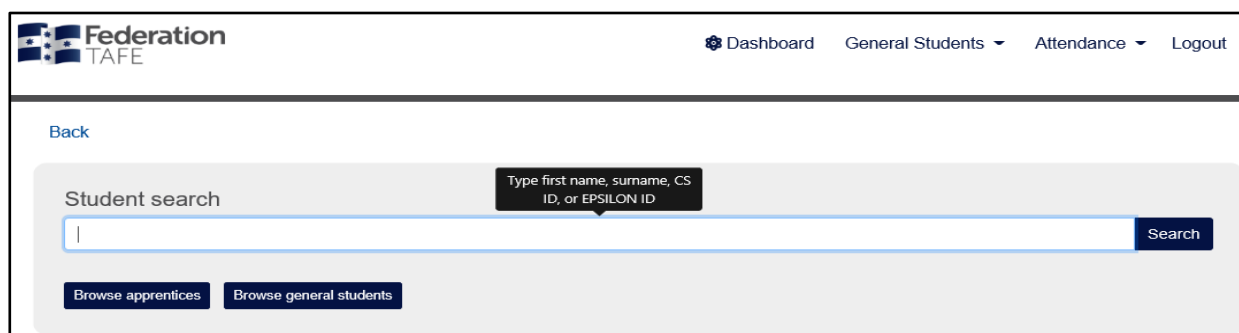 Federation
TAFE
Dashboard General Students Attendance Logout
Back
Type first name, surname, CS
ID, or EPSILON ID
Student search
Search
Browse apprentices Browse general students